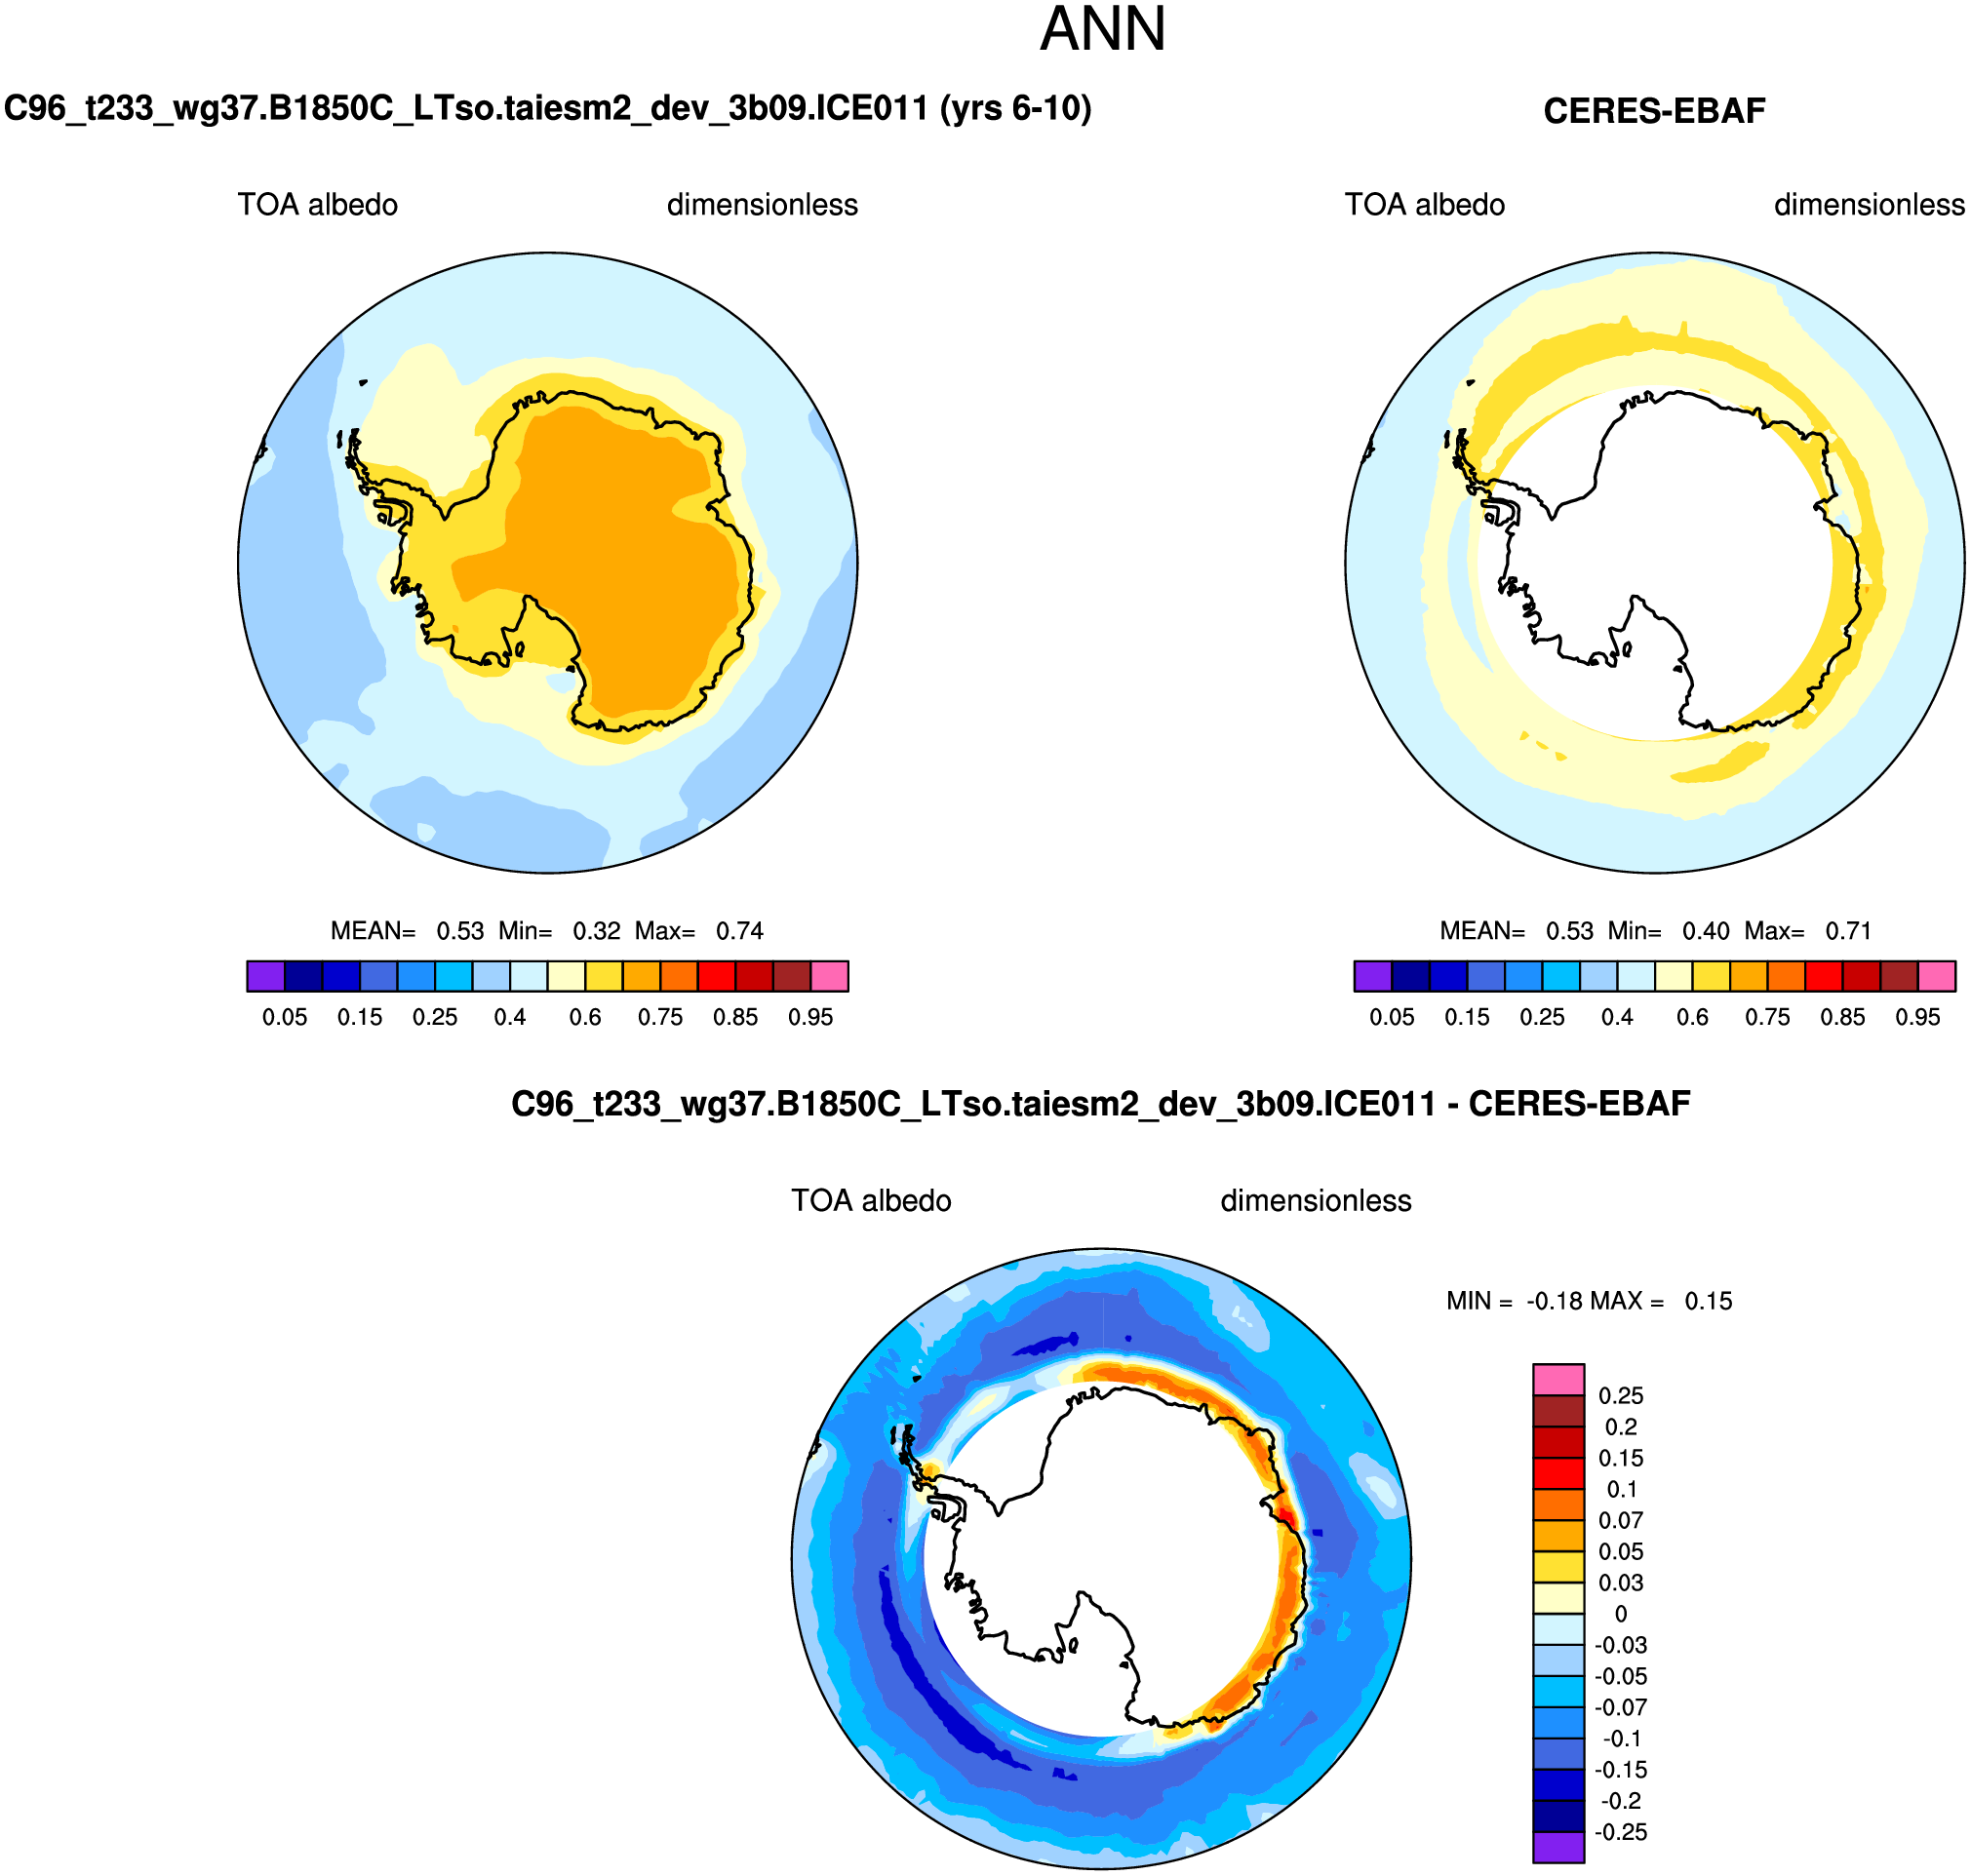 ANN
C96_t233_wg37.B1850C_LTso.taiesm2_dev_3b09.ICE011 (yrs 6-10)
CERES-EBAF
TOA albedo dimensionless
TOA albedo dimensionless
MEAN= 0.53 Min= 0.32 Max= 0.74
0.05 0.15 0.25 0.4 0.6 0.75 0.85 0.95
MEAN= 0.53 Min= 0.40 Max= 0.71
0.05 0.15 0.25 0.4 0.6 0.75 0.85 0.95
C96_t233_wg37.B1850C_LTso.taiesm2_dev_3b09.ICE011 - CERES-EBAF
TOA albedo dimensionless
MIN = -0.18 MAX = 0.15
0.25
0.2
0.15
0.1
0.07
0.05
0.03
0
-0.03
-0.05
-0.07
-0.1
-0.15
-0.2
-0.25